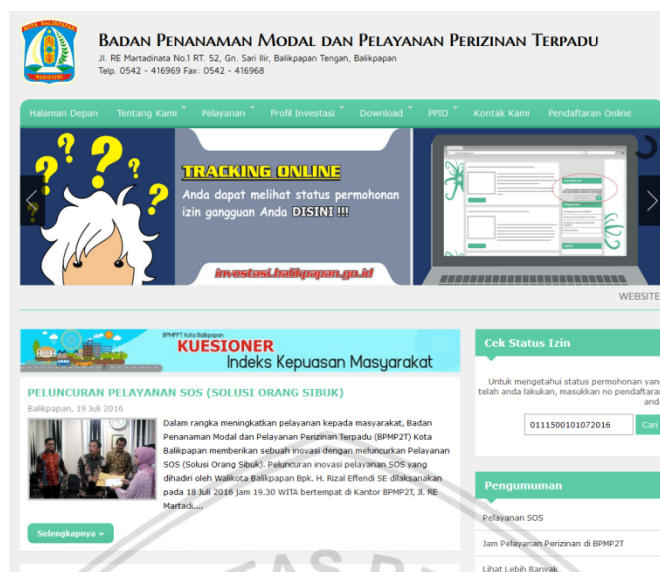 BADAN PENANAMAN MODAL DAN PELAYANAN PERIZINAN TERPADU
Jl. RE Martadinata No.1 RT. 52, Gn. Sari Ilir, Balikpapan Tengah, Balikpapan
Telp. 0542 - 416969 Fax: 0542 - 416968
Halaman Depan Tentang Kami Pelayanan Profil Investasi Download PPID Kontak Kami Pendaftaran Online
TRACKING ONLINE
Anda dapat melihat status permohonan
izin gangguan Anda DISINI !!!
investasi.balikpapan.go.id
WEBSITE
BPMPPT Kota Balikpapan
KUESIONER
Indeks Kepuasan Masyarakat
PELUNCURAN PELAYANAN SOS (SOLUSI ORANG SIBUK)
Balikpapan, 19 Juli 2016
Dalam rangka meningkatkan pelayanan kepada masyarakat, Badan
Penanaman Modal dan Pelayanan Perizinan Terpadu (BPMP2T) Kota
Balikpapan memberikan sebuah inovasi dengan meluncurkan Pelayanan
SOS (Solusi Orang Sibuk). Peluncuran inovasi pelayanan SOS yang
dihadiri oleh Walikota Balikpapan Bpk. H. Rizal Effendi SE dilaksanakan
pada 18 Juli 2016 jam 19.30 WITA bertempat di Kantor BPMP2T, Jl. RE
Martadi....
Selengkapnya »
Cek Status Izin
Untuk mengetahui status permohonan yang
telah anda lakukan, masukkan no pendaftaran
anda
0111500101072016 Cari
Pengumuman
Pelayanan SOS
Jam Pelayanan Perizinan di BPMP2T
Lihat Lebih Banyak